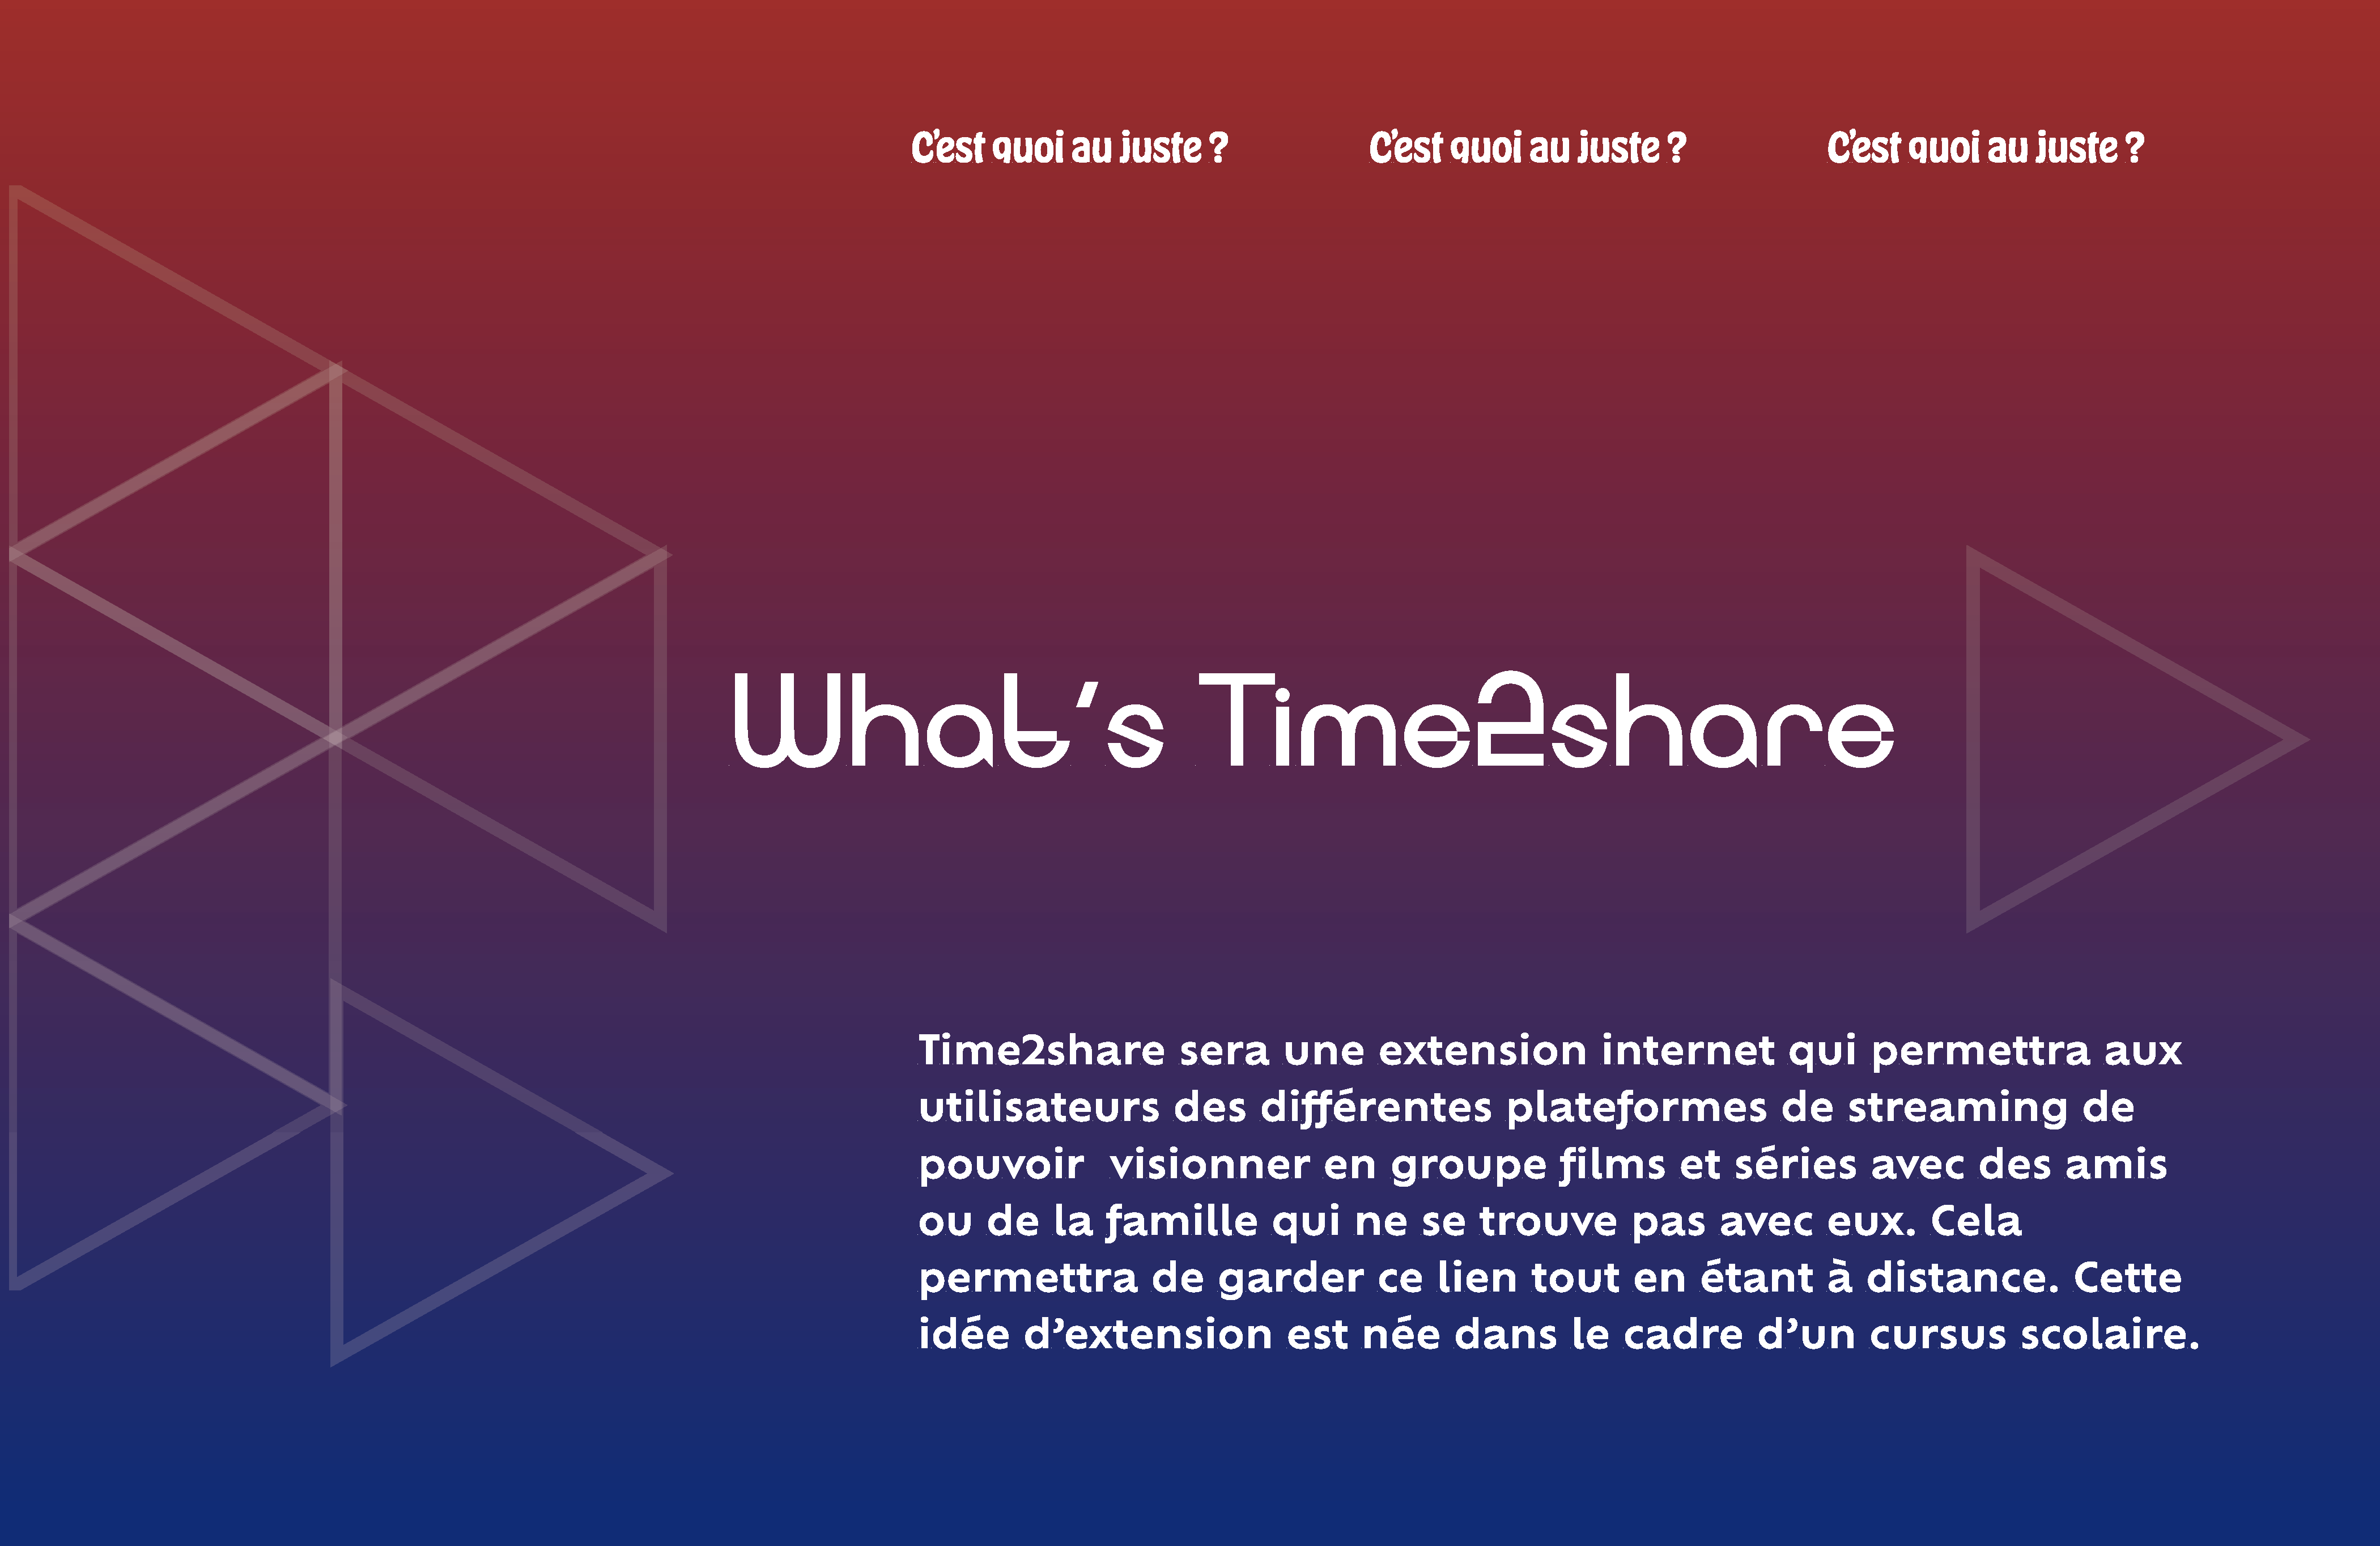 C'est quoi au juste ? C'est quoi au juste ? C'est quoi au juste ?
What's Time2share
Time2share sera une extension internet qui permettra aux
utilisateurs des différentes plateformes de streaming de
pouvoir visionner en groupe films et séries avec des amis
ou de la famille qui ne se trouve pas avec eux. Cela
permettra de garder ce lien tout en étant à distance. Cette
idée d'extension est née dans le cadre d'un cursus scolaire.